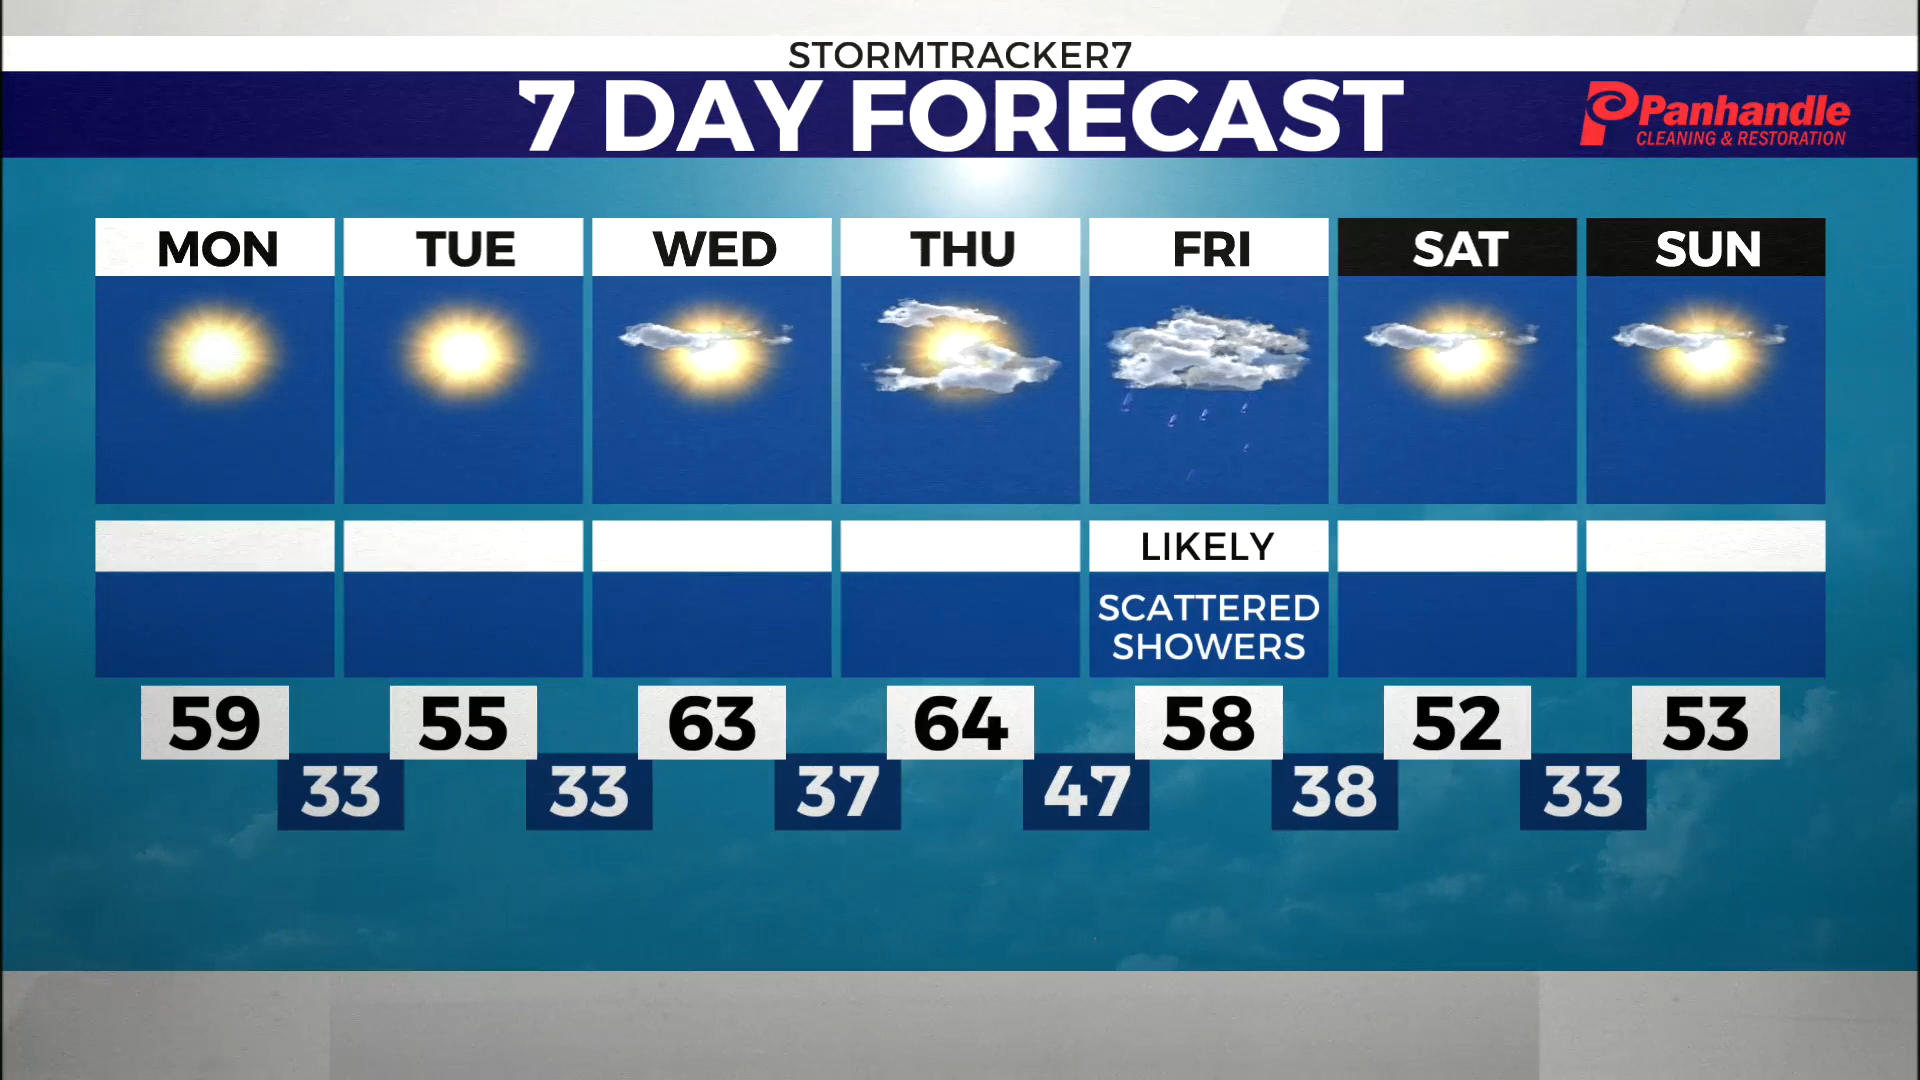 STORMTRACKER7
7 DAY FORECAST
Panhandle
CLEANING & RESTORATION
MON TUE WED THU FRI SAT SUN
LIKELY
SCATTERED
SHOWERS
59 55 63 64 58 52 53
33 33 37 47 38 33